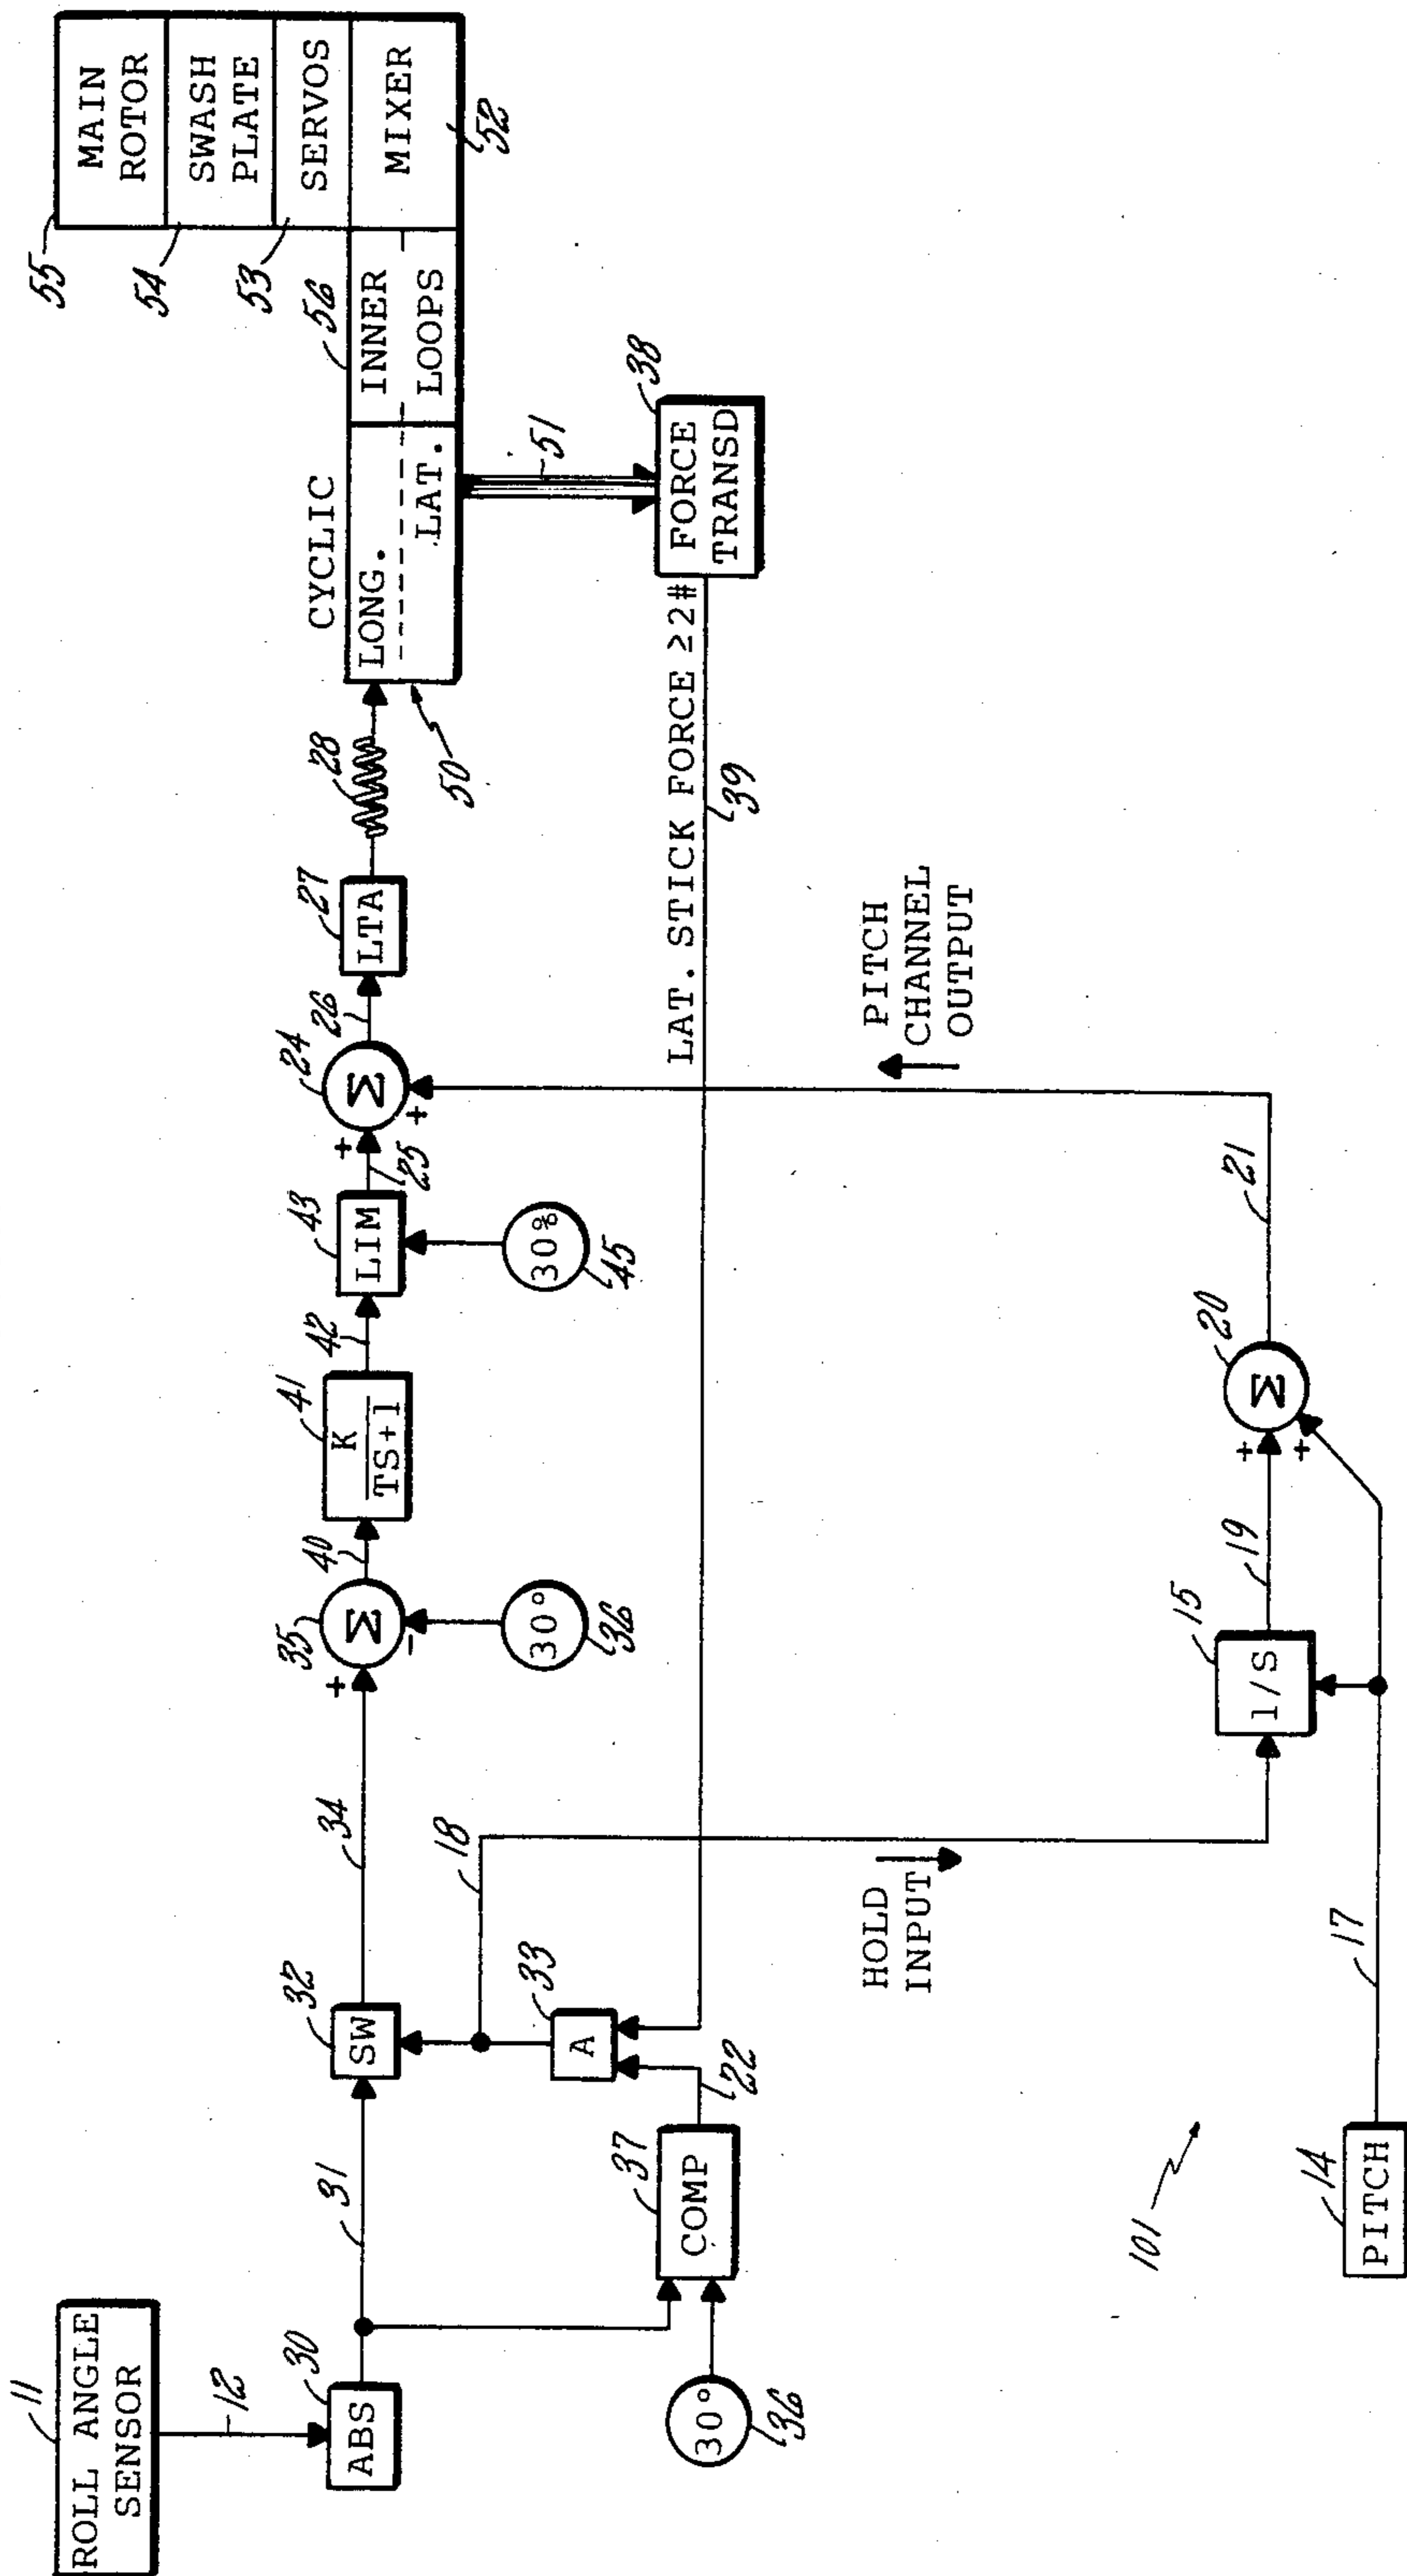 11
ROLL ANGLE
SENSOR
12
30
ABS
31
32
SW
34
35
Σ
+
-
30°
36
40
41
K
TS+1
42
43
LIM
30%
45
25
+
24
Σ
+
26
27
LTA
28
CYCLIC
LONG.
LAT.
50
56
INNER
LOOPS
55
MAIN
ROTOR
54
SWASH
PLATE
53
SERVOS
MIXER
52
51
38
FORCE
TRANSD
LAT. STICK FORCE ≥2#
39
30°
36
37
COMP
22
33
A
18
HOLD
INPUT
PITCH
CHANNEL
OUTPUT
101
14
PITCH
17
15
1/S
19
+
+
20
Σ
21